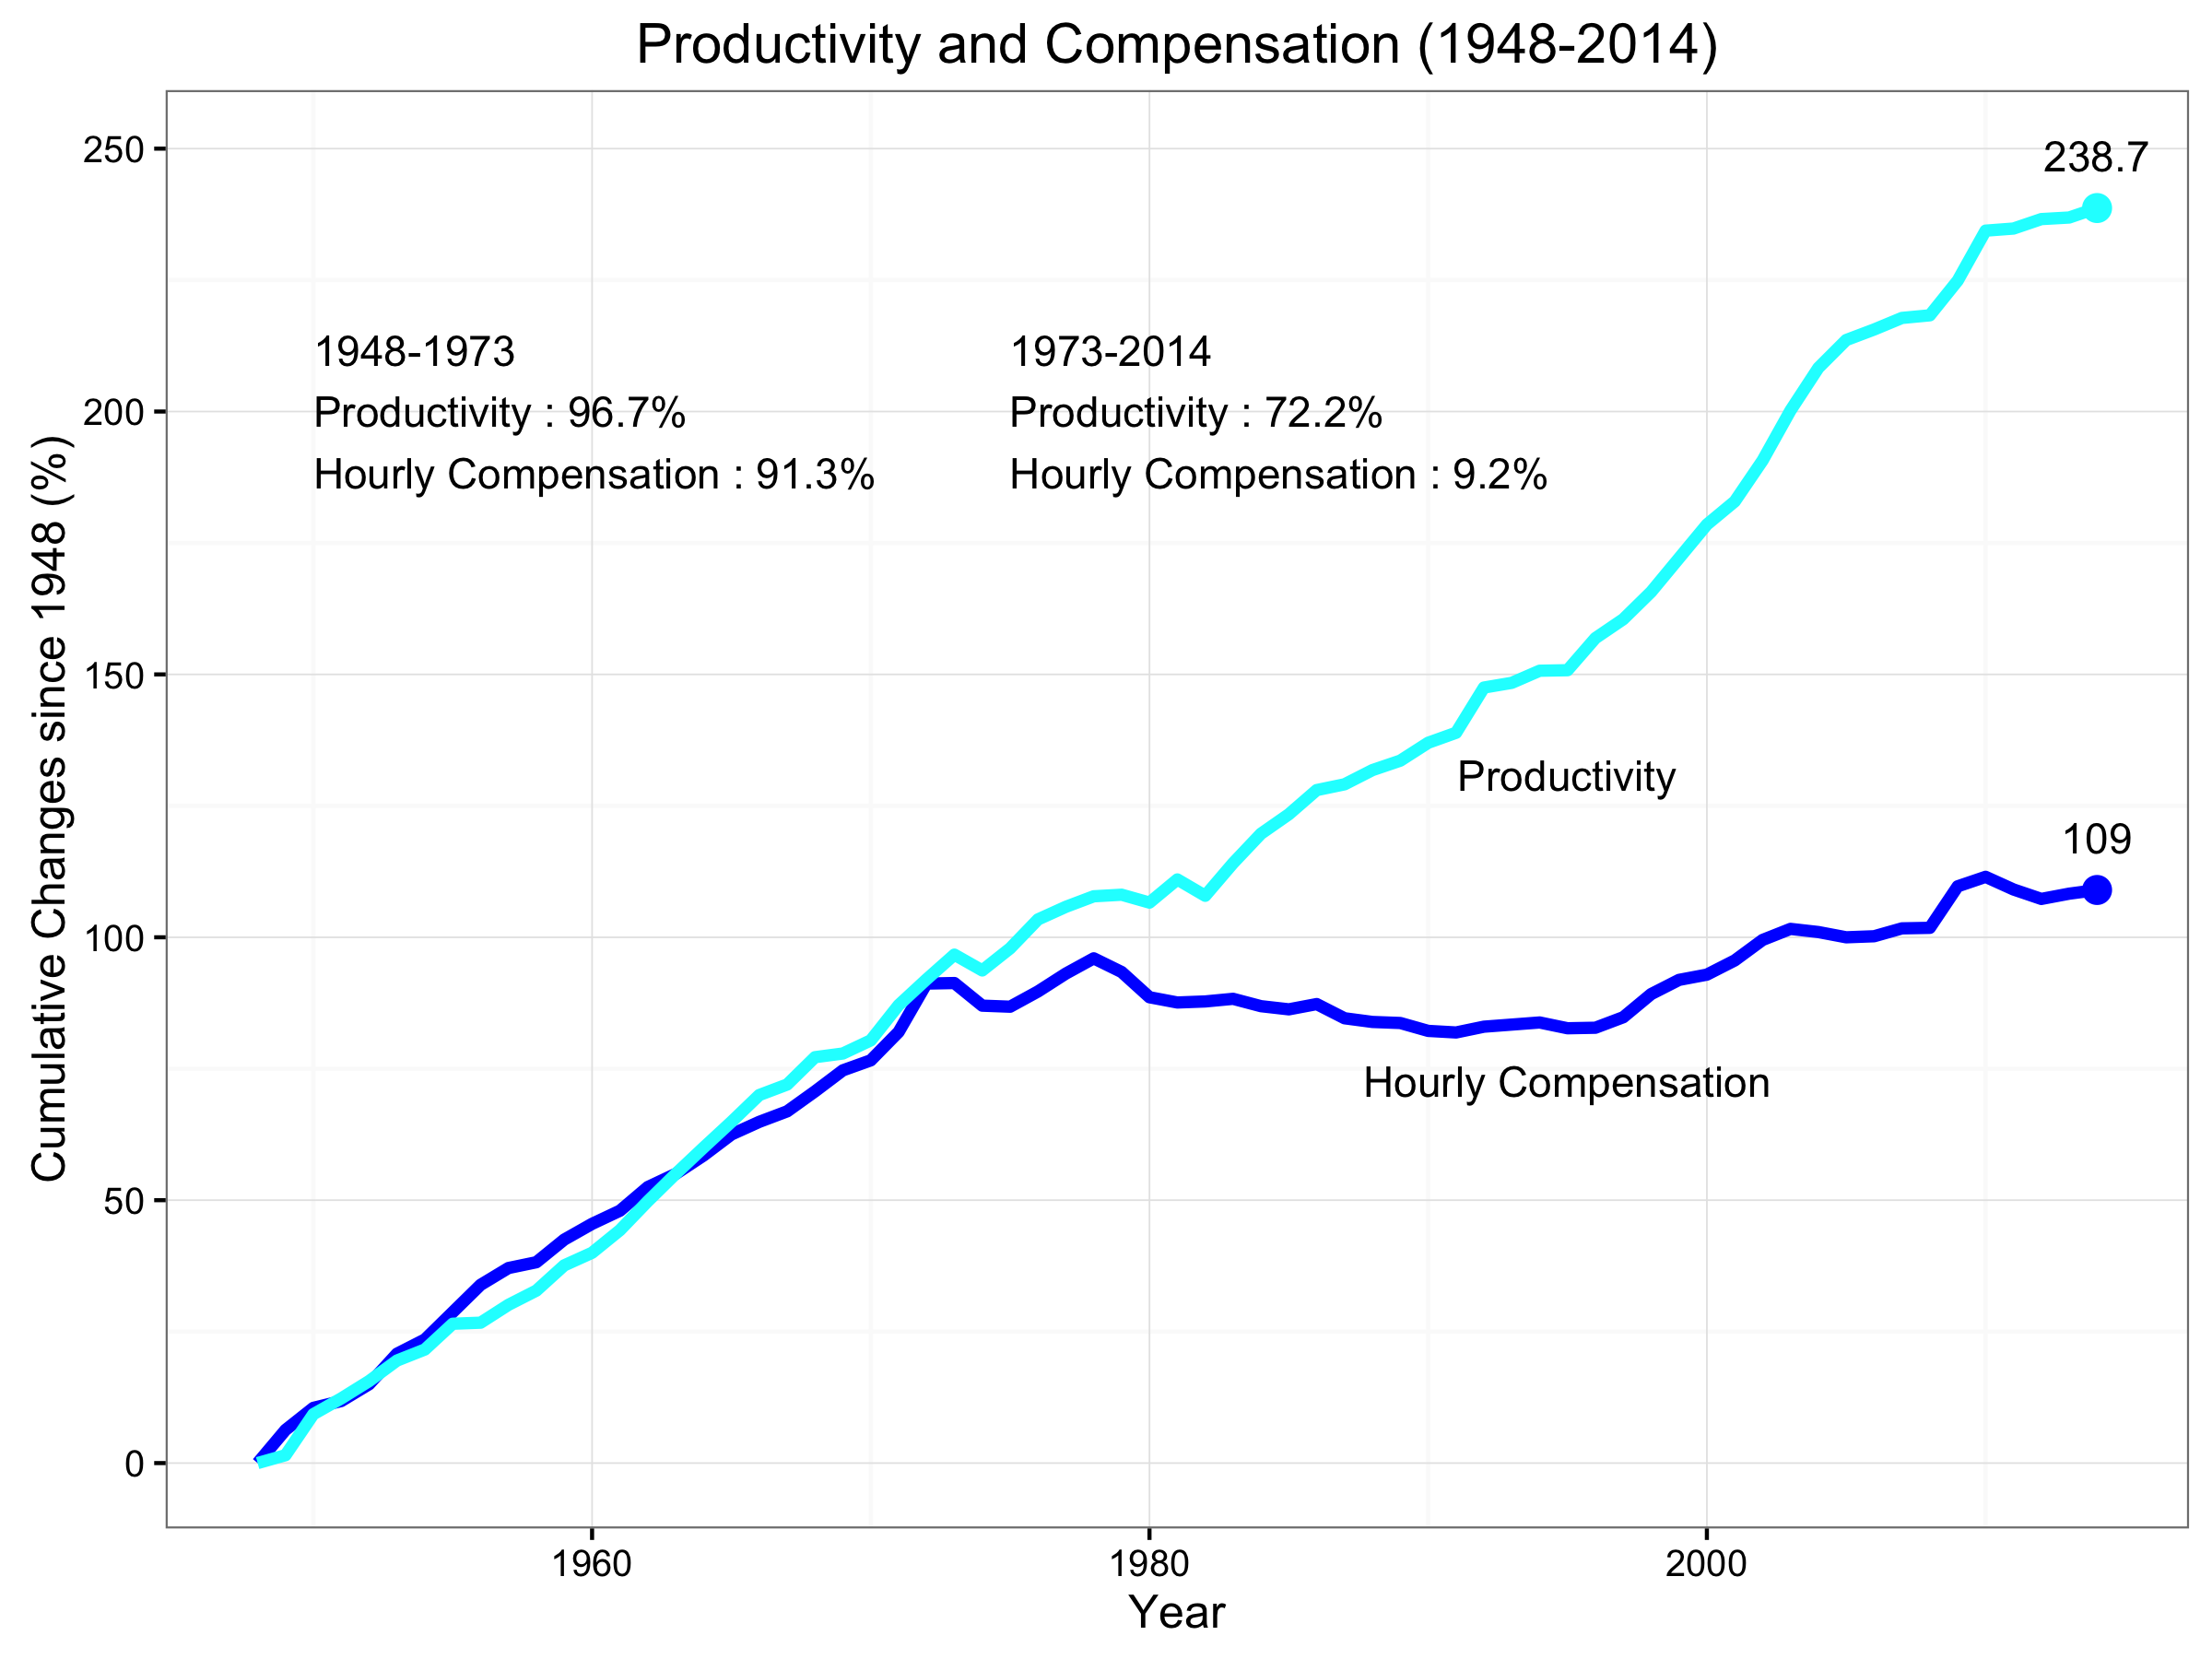 Productivity and Compensation (1948-2014)
250
238.7
1948-1973
Productivity : 96.7%
Hourly Compensation : 91.3%
1973-2014
Productivity : 72.2%
Hourly Compensation : 9.2%
200
150
Productivity
109
100
Hourly Compensation
50
0
Cumulative Changes since 1948 (%)
1960
1980
2000
Year